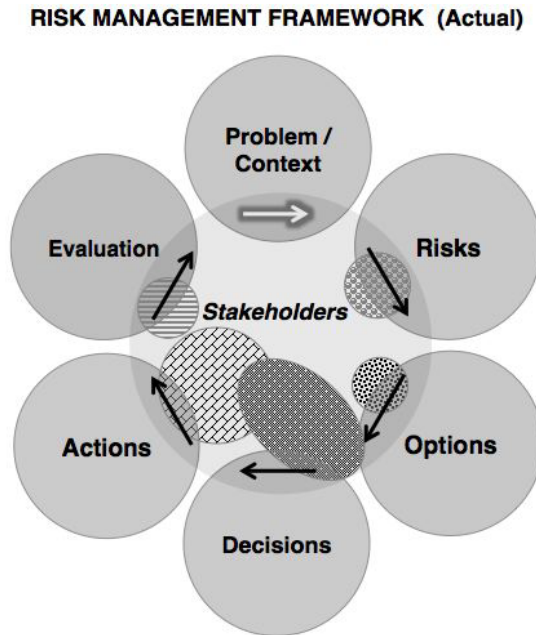 RISK MANAGEMENT FRAMEWORK (Actual)
Problem /
Context
Evaluation
Risks
Stakeholders
Actions
Options
Decisions